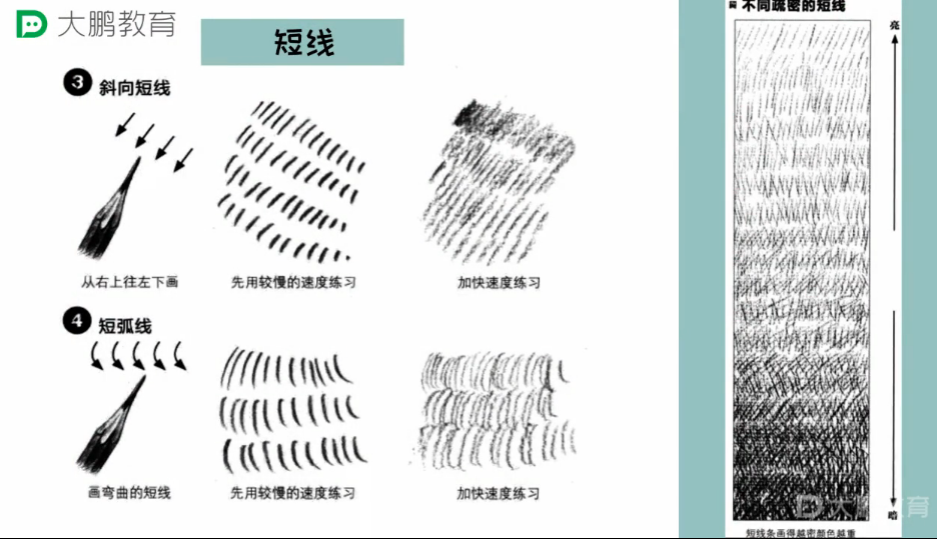 大鹏教育
短线
3 斜向短线
从右上往左下画
先用较慢的速度练习
加快速度练习
4 短弧线
画弯曲的短线
先用较慢的速度练习
加快速度练习
不同疏密的短线
亮
暗
大鹏教育
短线条画得越密颜色越重